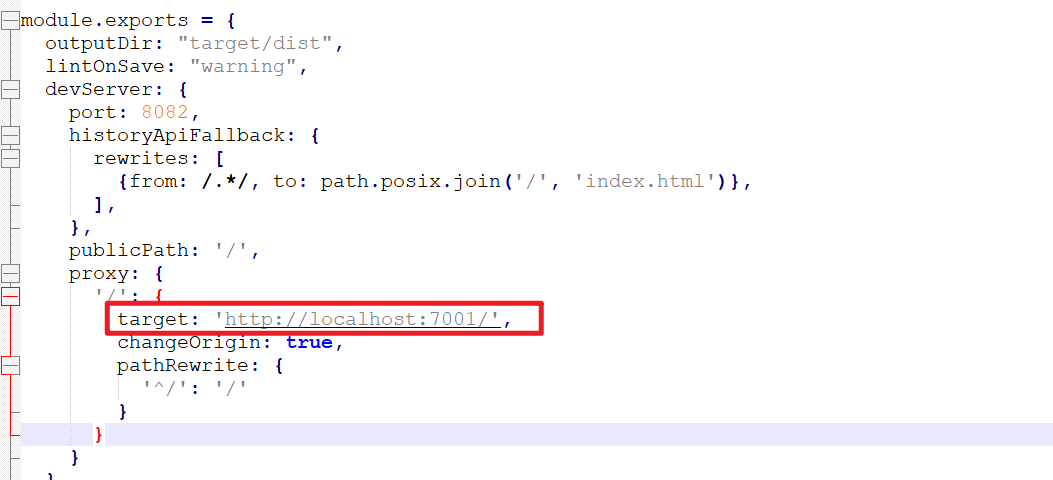 module.exports = {
  outputDir: "target/dist",
  lintOnSave: "warning",
  devServer: {
    port: 8082,
    historyApiFallback: {
      rewrites: [
        {from: /.*/, to: path.posix.join('/', 'index.html')},
      ],
    },
    publicPath: '/',
    proxy: {
      '/': {
        target: 'http://localhost:7001/',
        changeOrigin: true,
        pathRewrite: {
          '^/': '/'
        }
      }
    }
  }